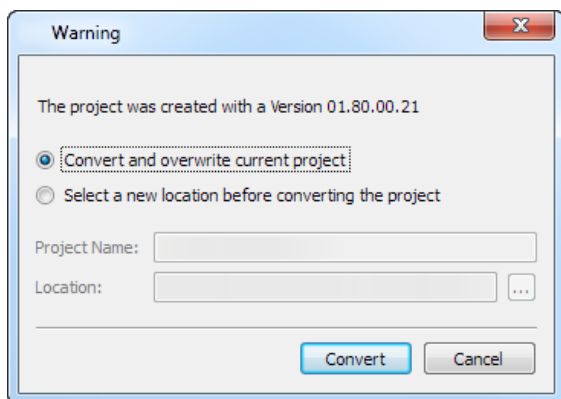 Warning
x
The project was created with a Version 01.80.00.21
Convert and overwrite current project
Select a new location before converting the project
Project Name:
Location:
...
Convert
Cancel